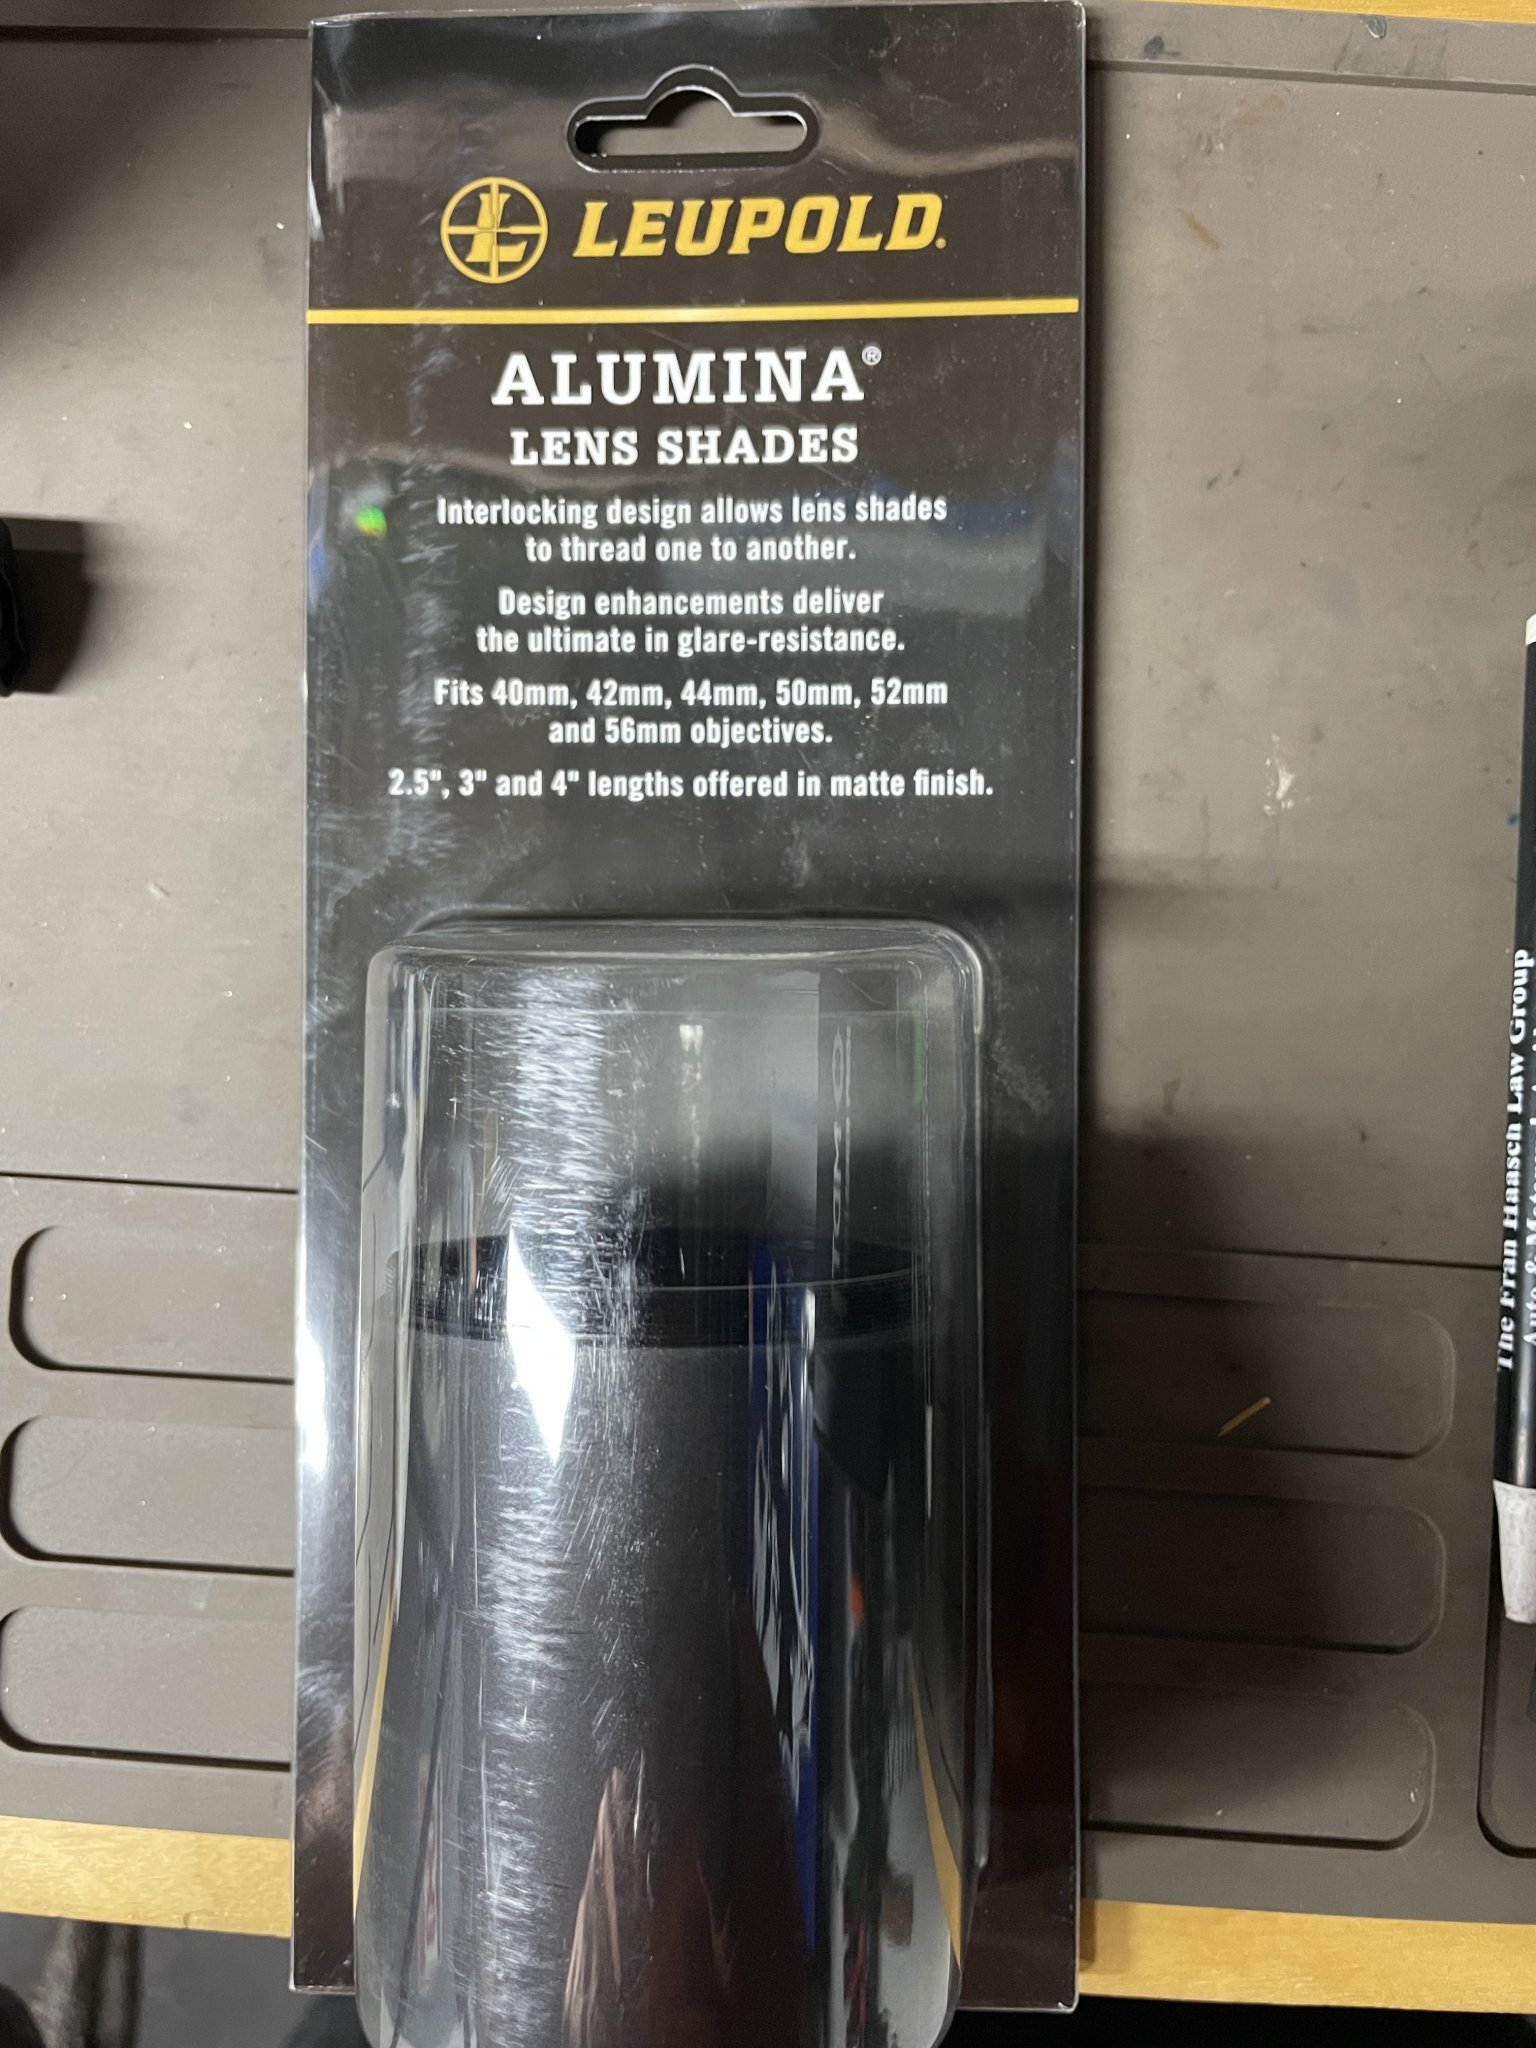 LEUPOLD®
ALUMINA®
LENS SHADES
Interlocking design allows lens shades
to thread one to another.
Design enhancements deliver
the ultimate in glare-resistance.
Fits 40mm, 42mm, 44mm, 50mm, 52mm
and 56mm objectives.
2.5", 3" and 4" lengths offered in matte finish.
The Fran Haasch Law Group
Auto &